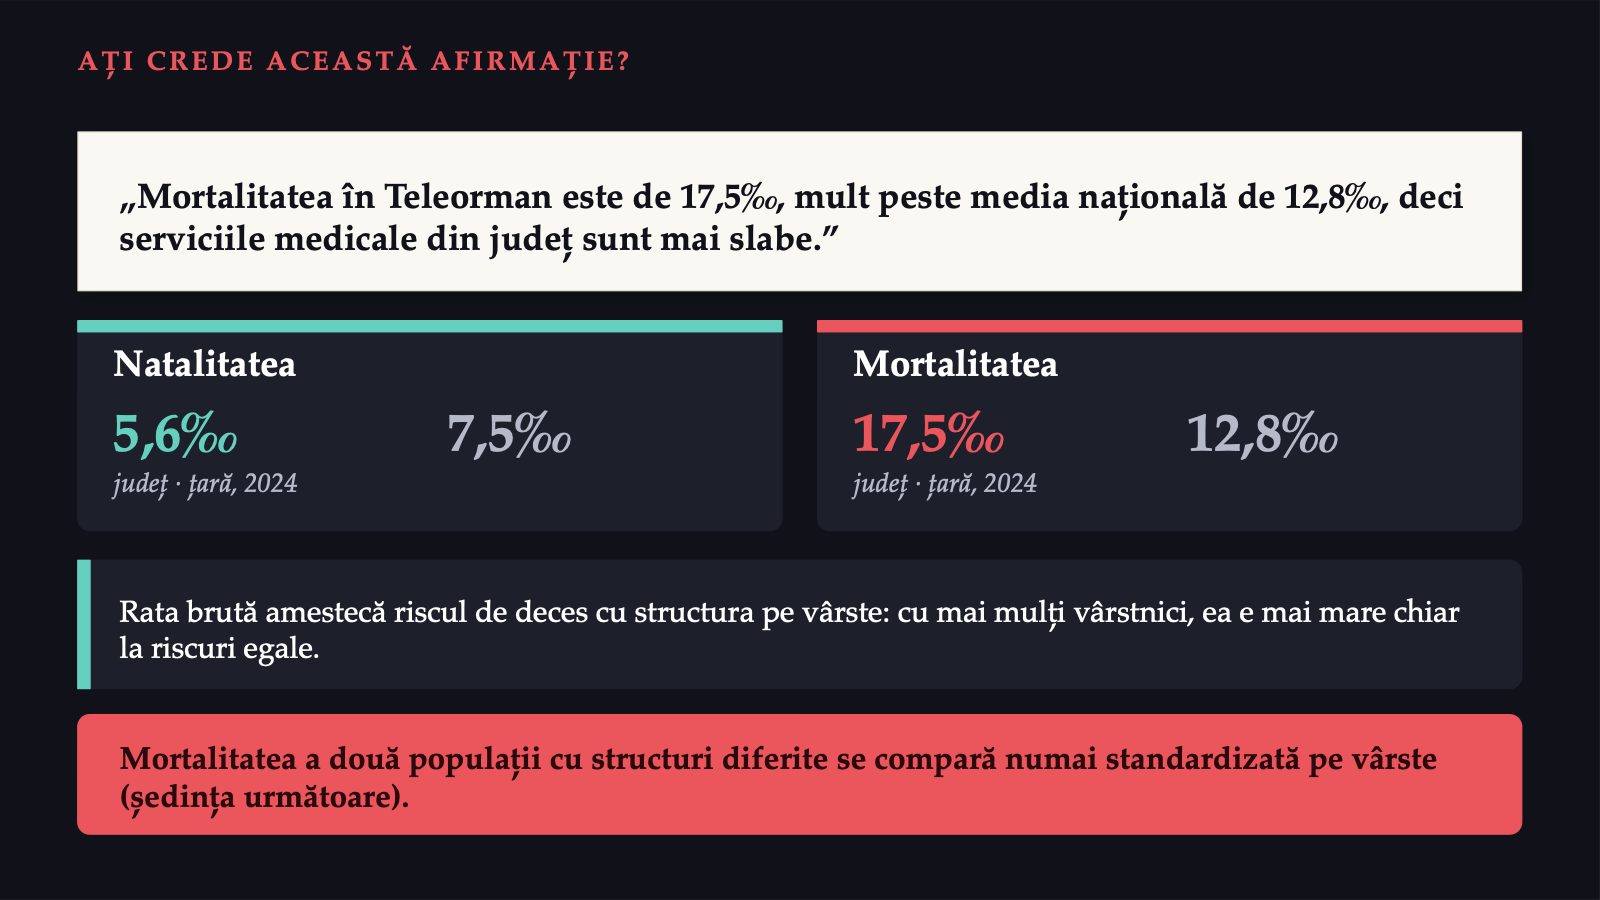 AȚI CREDE ACEASTĂ AFIRMAȚIE?
„Mortalitatea în Teleorman este de 17,5‰, mult peste media națională de 12,8‰, deci
serviciile medicale din județ sunt mai slabe.”
Natalitatea
5,6‰ 7,5‰
județ · țară, 2024
Mortalitatea
17,5‰ 12,8‰
județ · țară, 2024
Rata brută amestecă riscul de deces cu structura pe vârste: cu mai mulți vârstnici, ea e mai mare chiar
la riscuri egale.
Mortalitatea a două populații cu structuri diferite se compară numai standardizată pe vârste
(ședința următoare).